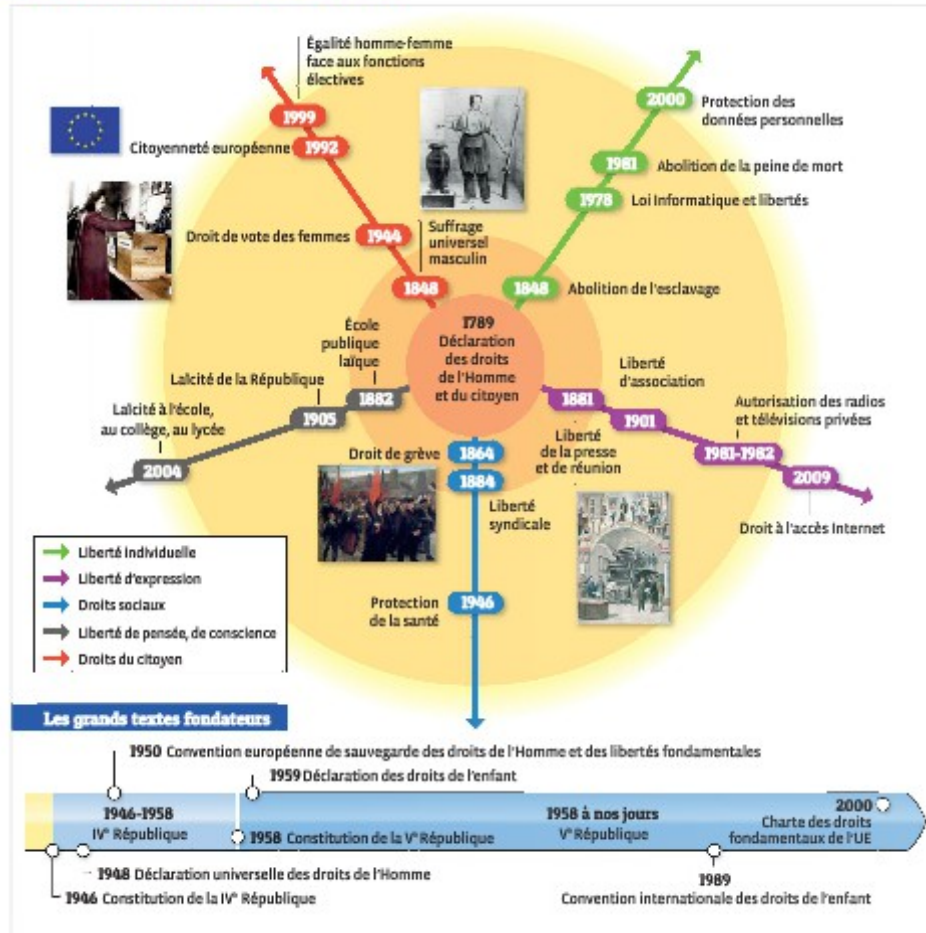 Égalité homme-femme
face aux fonctions
électives
1999
Citoyenneté européenne
1992
Droit de vote des femmes
1944
Suffrage
universel
masculin
1848
2000
Protection des
données personnelles
1981
Abolition de la peine de mort
1978
Loi Informatique et libertés
1848
Abolition de l'esclavage
1789
Déclaration
des droits
de l'Homme
et du citoyen
École
publique
laïque
1882
Laïcité de la République
1905
Laïcité à l'école,
au collège, au lycée
2004
Liberté
d'association
1881
1901
Liberté
de la presse
et de réunion
Autorisation des radios
et télévisions privées
1981-1982
2009
Droit à l'accès Internet
Droit de grève
1864
1884
Liberté
syndicale
Protection
de la santé
1946
Liberté individuelle
Liberté d'expression
Droits sociaux
Liberté de pensée, de conscience
Droits du citoyen
Les grands textes fondateurs
1950 Convention européenne de sauvegarde des droits de l'Homme et des libertés fondamentales
1959 Déclaration des droits de l'enfant
1946-1958
IVe République
1958 Constitution de la Ve République
1958 à nos jours
Ve République
2000
Charte des droits
fondamentaux de l'UE
1948 Déclaration universelle des droits de l'Homme
1946 Constitution de la IVe République
1989
Convention internationale des droits de l'enfant